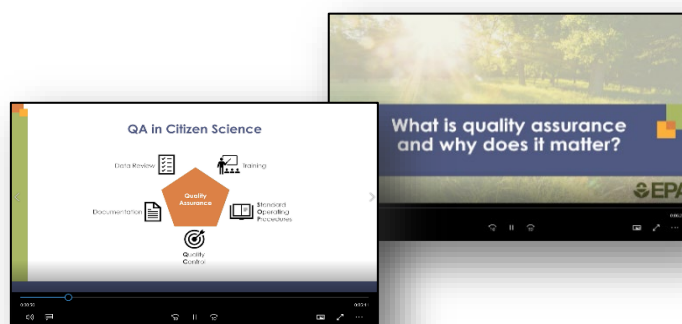 What is quality assurance
and why does it matter?
EPA
QA in Citizen Science
Data Review
Training
Quality
Assurance
Documentation
Standard
Operating
Procedures
Quality
Control